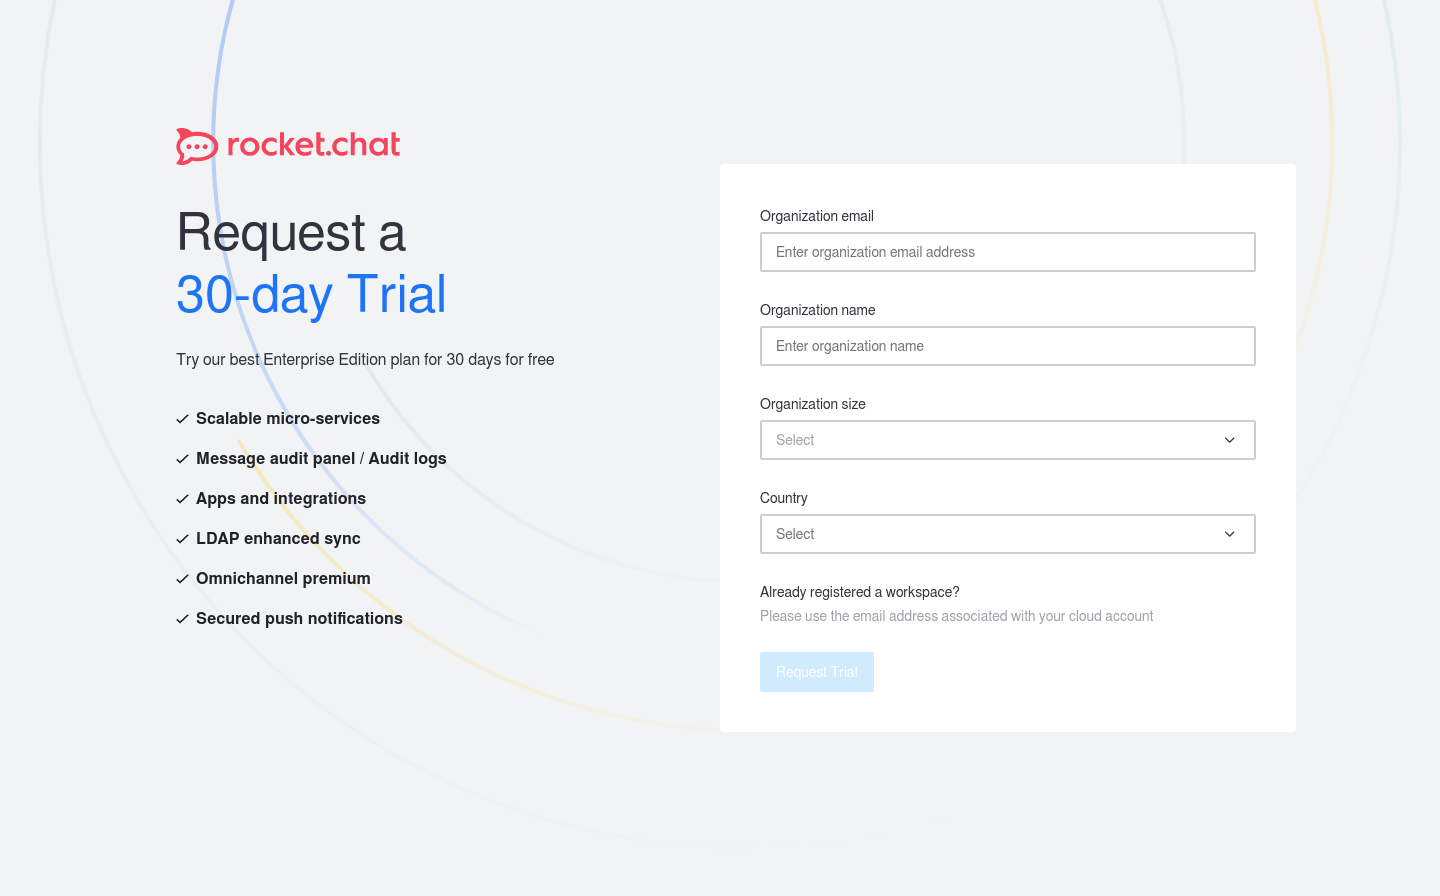 rocket.chat
Request a
30-day Trial
Try our best Enterprise Edition plan for 30 days for free
Scalable micro-services
Message audit panel / Audit logs
Apps and integrations
LDAP enhanced sync
Omnichannel premium
Secured push notifications
Organization email
Enter organization email address
Organization name
Enter organization name
Organization size
Select
Country
Select
Already registered a workspace?
Please use the email address associated with your cloud account
Request Trial